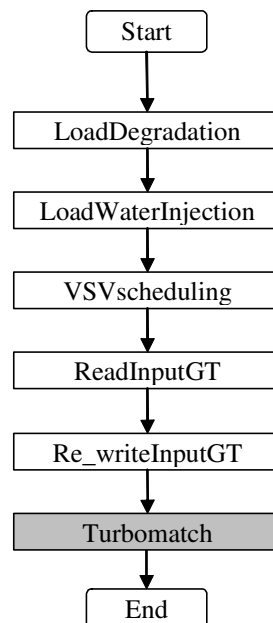 Start
LoadDegradation
LoadWaterInjection
VSVscheduling
ReadInputGT
Re_writeInputGT
Turbomatch
End